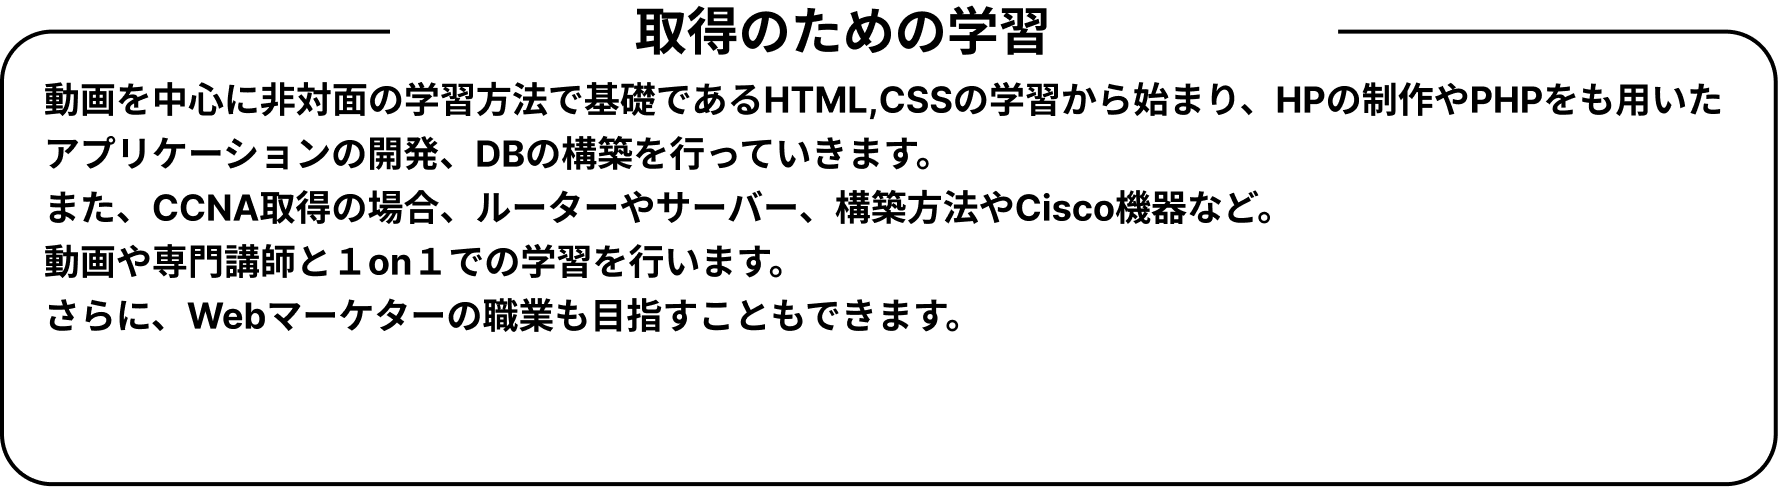 取得のための学習
動画を中心に非対面の学習方法で基礎であるHTML,CSSの学習から始まり、HPの制作やPHPをも用いた
アプリケーションの開発、DBの構築を行っていきます。
また、CCNA取得の場合、ルーターやサーバー、構築方法やCisco機器など。
動画や専門講師と１on１での学習を行います。
さらに、Webマーケターの職業も目指すこともできます。